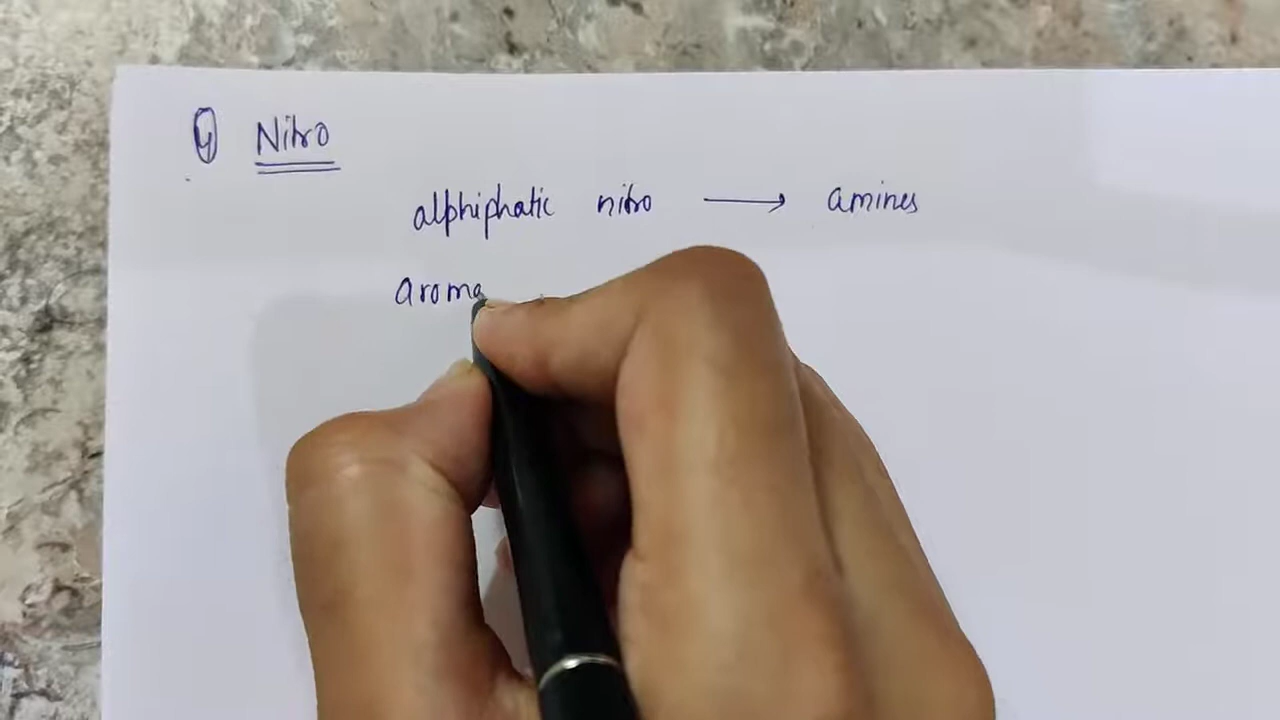 4) Nitro
alphiphatic nitro → amines
aroma